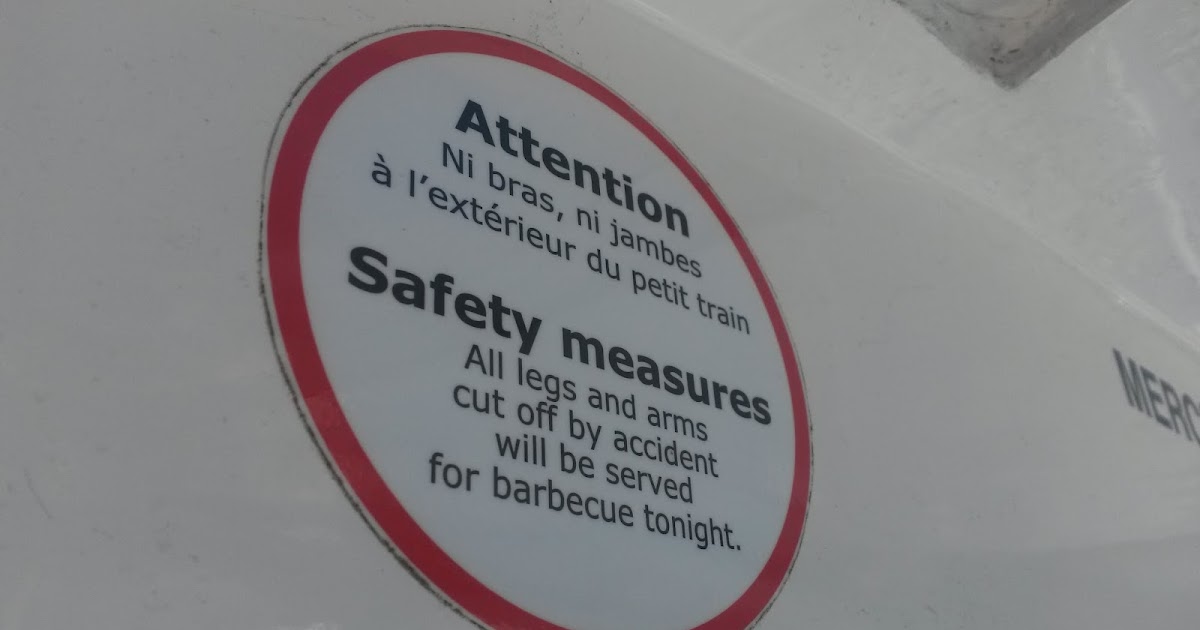 Attention
Ni bras, ni jambes
à l'extérieur du petit train
Safety measures
All legs and arms
cut off by accident
will be served
for barbecue tonight.